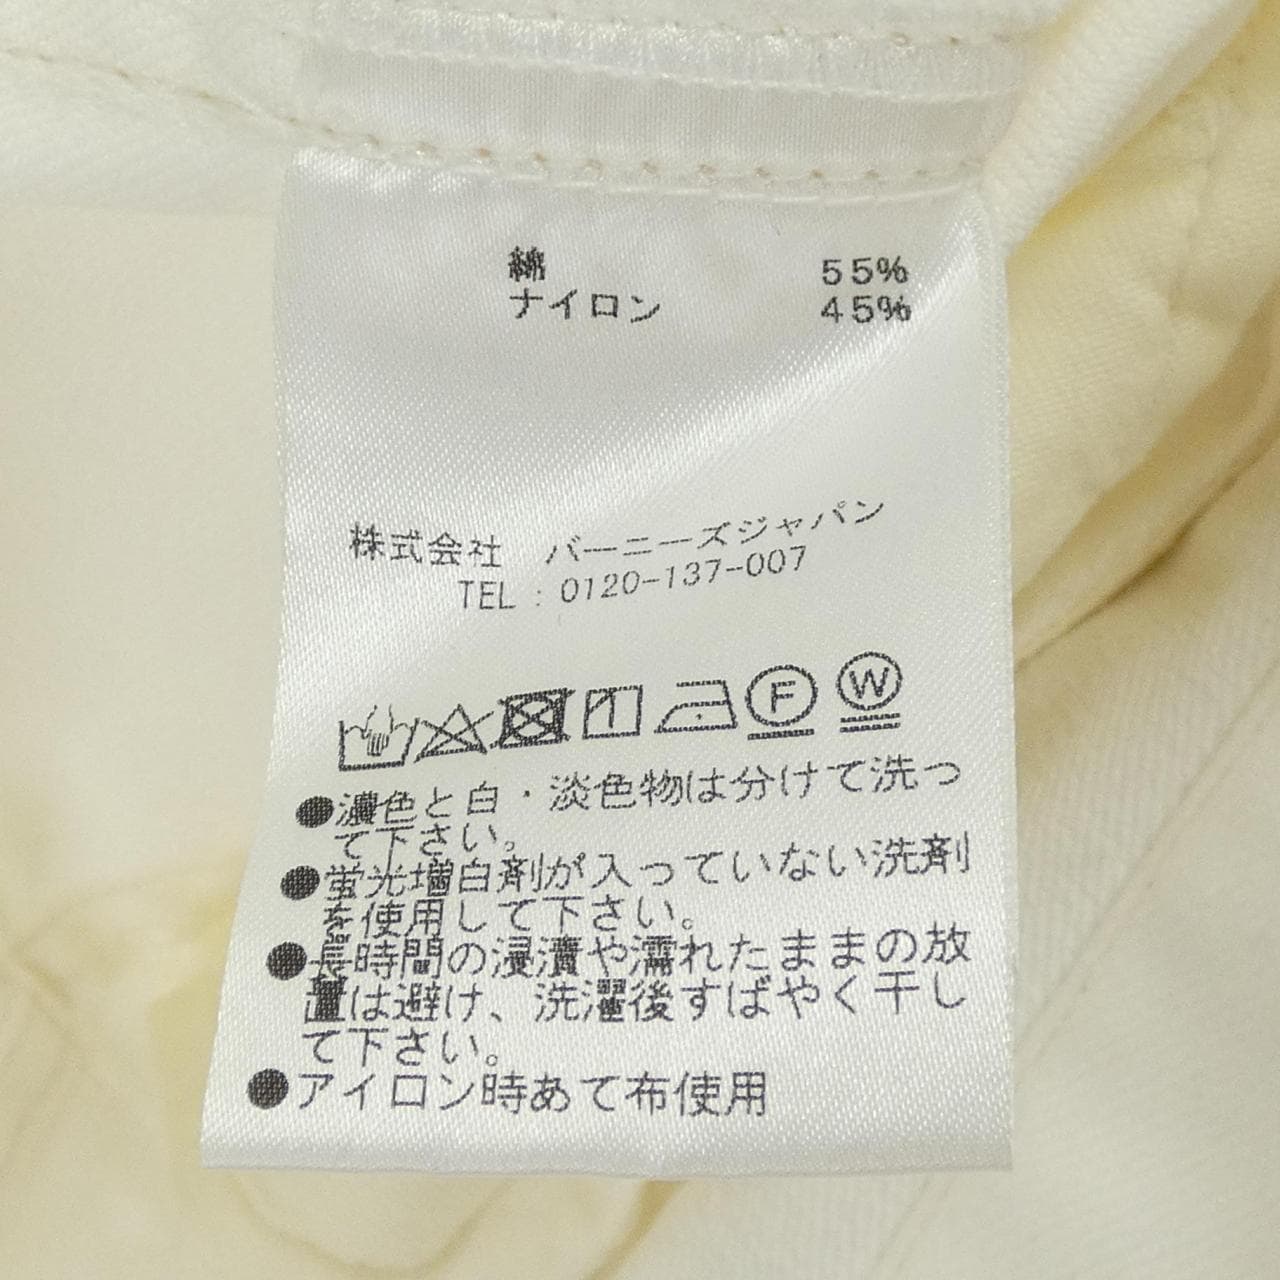 綿 55%
ナイロン 45%
株式会社 バーニーズジャパン
TEL : 0120-137-007
F W
●濃色と白・淡色物は分けて洗っ
て下さい。
●蛍光増白剤が入っていない洗剤
を使用して下さい。
●長時間の浸漬や濡れたままの放
置は避け、洗濯後すばやく干し
て下さい。
●アイロン時あて布使用